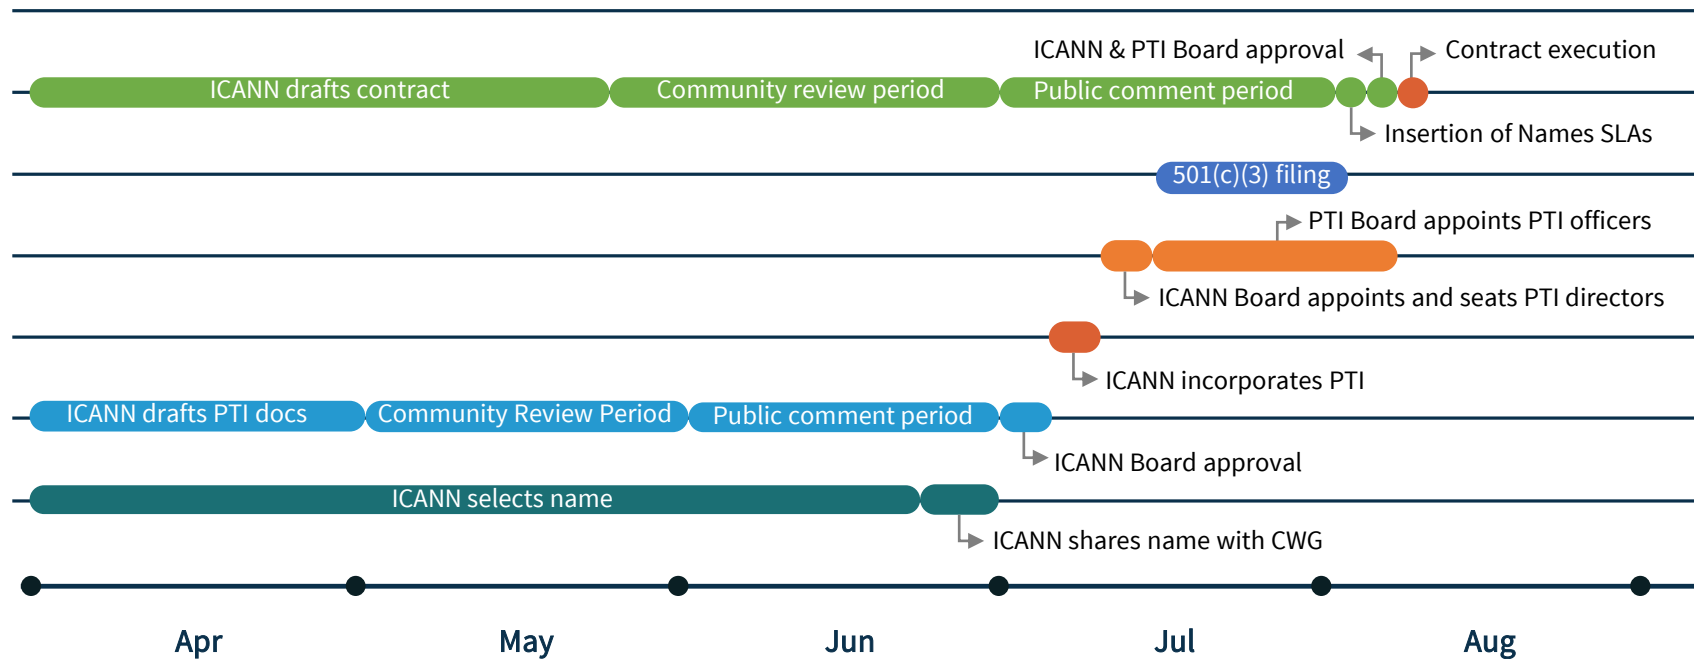 ICANN & PTI Board approval
Contract execution
ICANN drafts contract
Community review period
Public comment period
Insertion of Names SLAs
501(c)(3) filing
PTI Board appoints PTI officers
ICANN Board appoints and seats PTI directors
ICANN incorporates PTI
ICANN drafts PTI docs
Community Review Period
Public comment period
ICANN Board approval
ICANN selects name
ICANN shares name with CWG
Apr
May
Jun
Jul
Aug